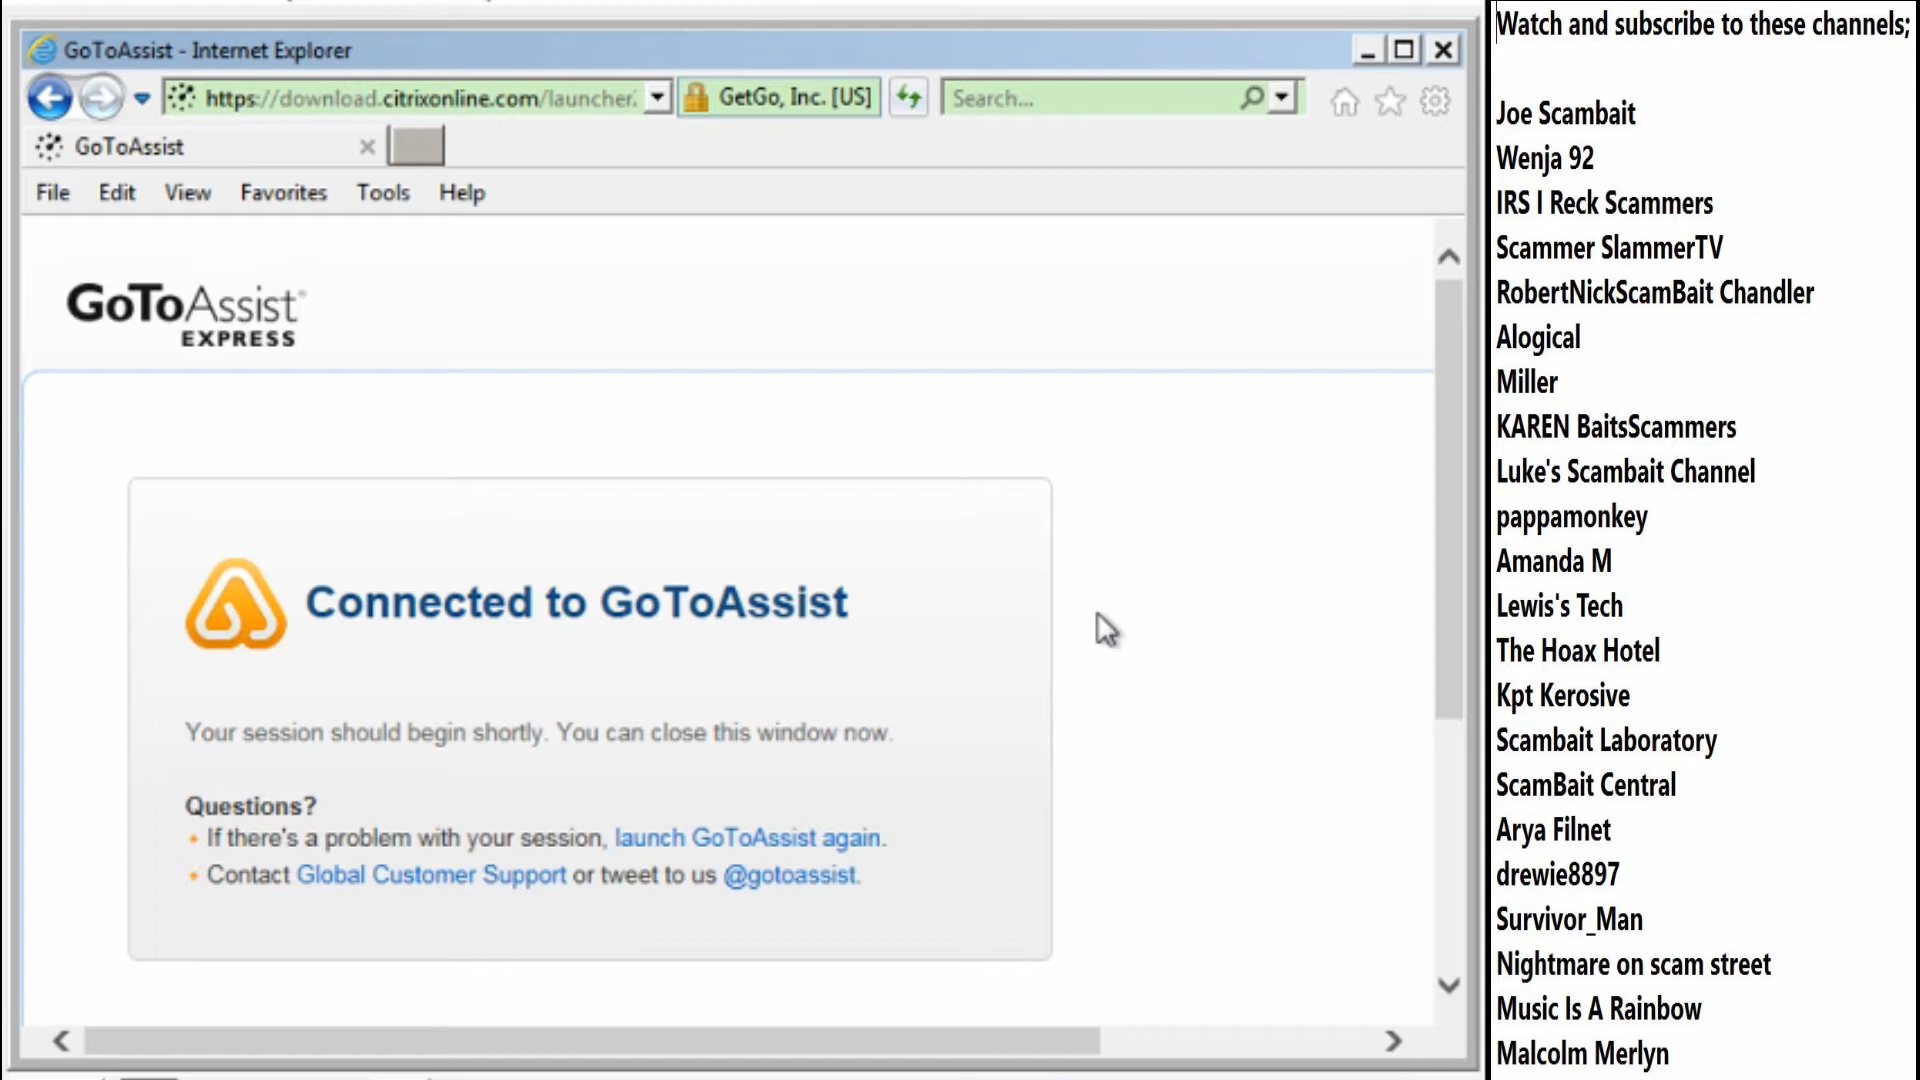 GoToAssist - Internet Explorer
https://download.citrixonline.com/launcher.
GetGo, Inc. [US]
Search...
GoToAssist
File Edit View Favorites Tools Help
GoToAssist
EXPRESS
Connected to GoToAssist
Your session should begin shortly. You can close this window now.
Questions?
If there's a problem with your session, launch GoToAssist again.
Contact Global Customer Support or tweet to us @gotoassist.
Watch and subscribe to these channels;
Joe Scambait
Wenja 92
IRS I Reck Scammers
Scammer SlammerTV
RobertNickScamBait Chandler
Alogical
Miller
KAREN BaitsScammers
Luke's Scambait Channel
pappamonkey
Amanda M
Lewis's Tech
The Hoax Hotel
Kpt Kerosive
Scambait Laboratory
ScamBait Central
Arya Filnet
drewie8897
Survivor_Man
Nightmare on scam street
Music Is A Rainbow
Malcolm Merlyn